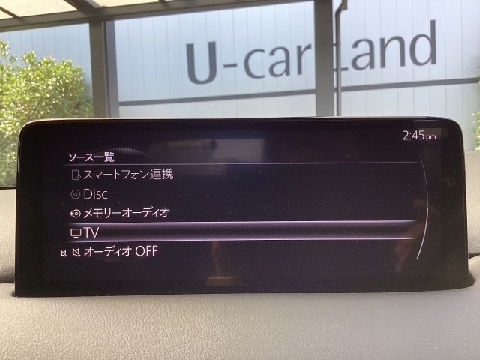 U-car Land
2:45pm
ソース一覧
スマートフォン連携
Disc
メモリーオーディオ
TV
オーディオ OFF